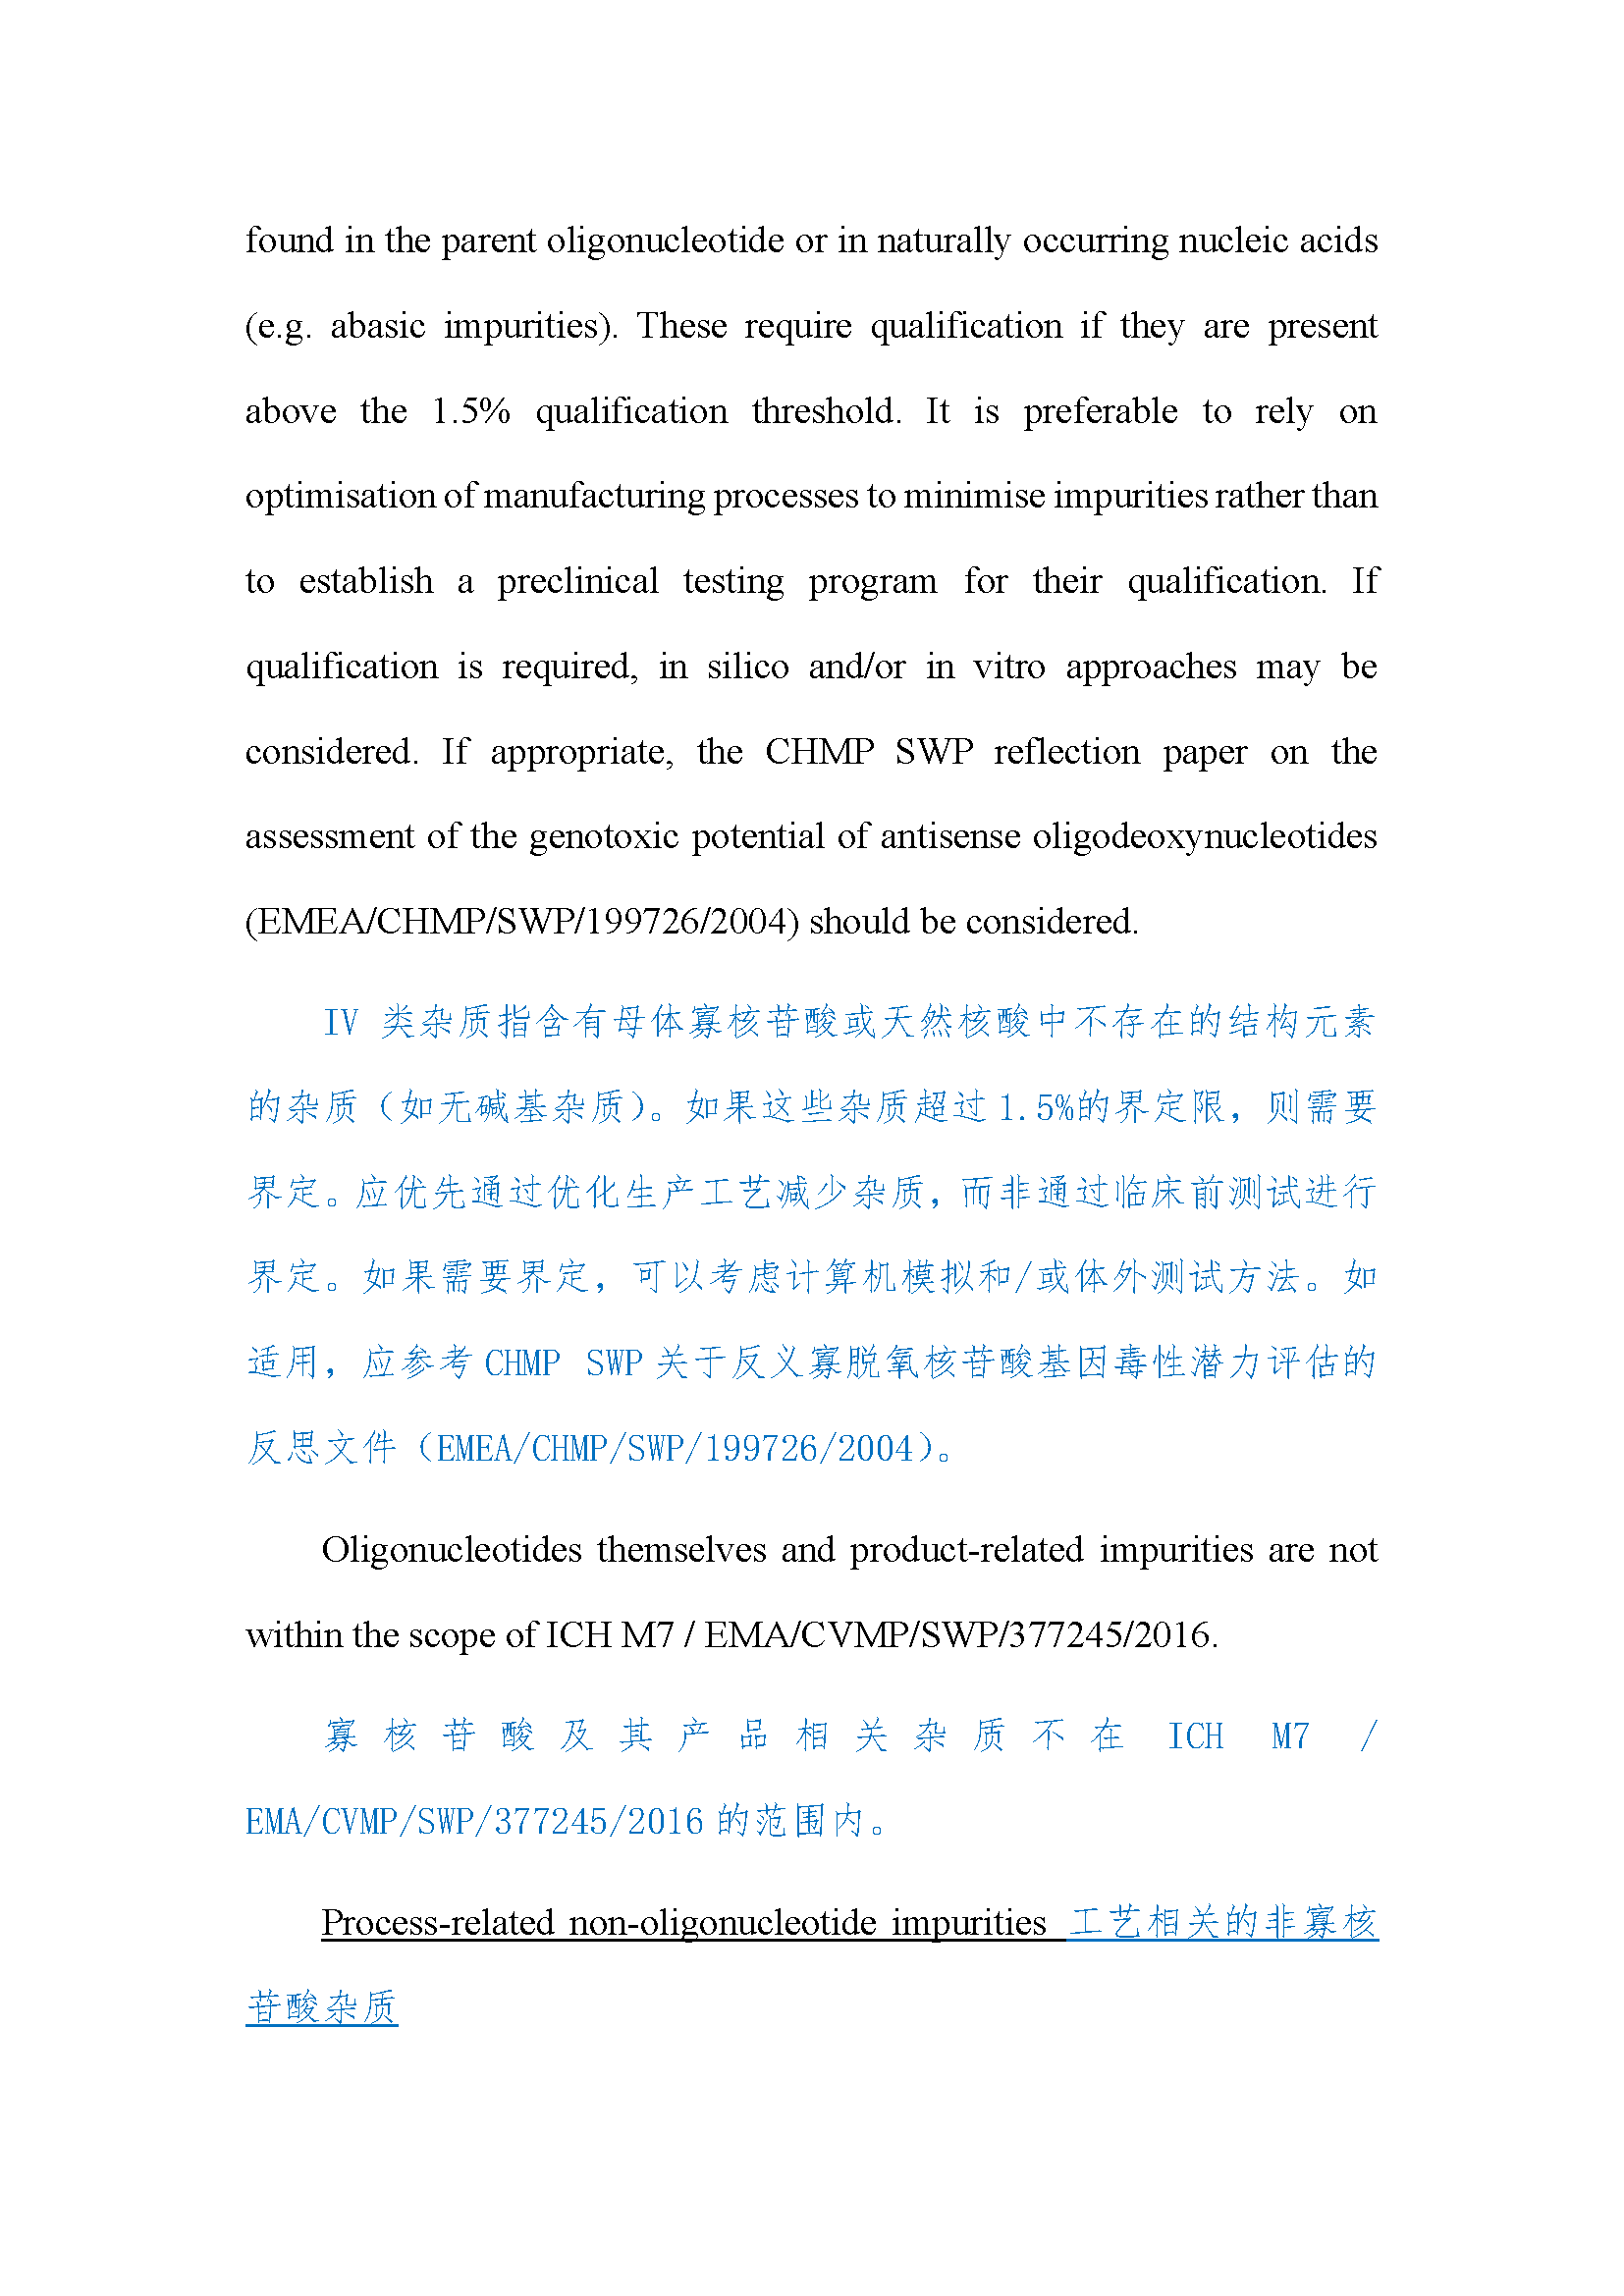 found in the parent oligonucleotide or in naturally occurring nucleic acids
(e.g. abasic impurities). These require qualification if they are present
above the 1.5% qualification threshold. It is preferable to rely on
optimisation of manufacturing processes to minimise impurities rather than
to establish a preclinical testing program for their qualification. If
qualification is required, in silico and/or in vitro approaches may be
considered. If appropriate, the CHMP SWP reflection paper on the
assessment of the genotoxic potential of antisense oligodeoxynucleotides
(EMEA/CHMP/SWP/199726/2004) should be considered.
IV 类杂质指含有母体寡核苷酸或天然核酸中不存在的结构元素
的杂质（如无碱基杂质）。如果这些杂质超过 1.5%的界定限，则需要
界定。应优先通过优化生产工艺减少杂质，而非通过临床前测试进行
界定。如果需要界定，可以考虑计算机模拟和/或体外测试方法。如
适用，应参考 CHMP SWP 关于反义寡脱氧核苷酸基因毒性潜力评估的
反思文件（EMEA/CHMP/SWP/199726/2004）。
Oligonucleotides themselves and product-related impurities are not
within the scope of ICH M7 / EMA/CVMP/SWP/377245/2016.
寡核苷酸及其产品相关杂质不在 ICH M7 /
EMA/CVMP/SWP/377245/2016 的范围内。
Process-related non-oligonucleotide impurities 工艺相关的非寡核
苷酸杂质